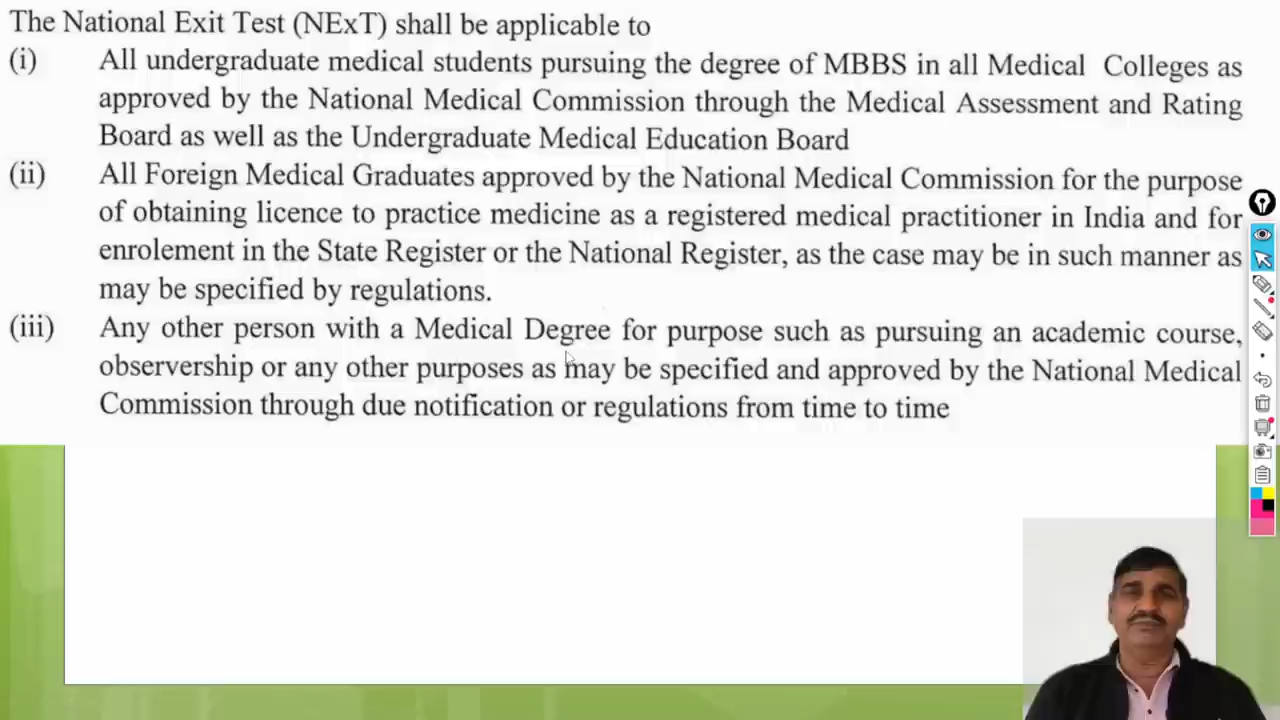 The National Exit Test (NExT) shall be applicable to
(i) All undergraduate medical students pursuing the degree of MBBS in all Medical Colleges as
approved by the National Medical Commission through the Medical Assessment and Rating
Board as well as the Undergraduate Medical Education Board
(ii) All Foreign Medical Graduates approved by the National Medical Commission for the purpose
of obtaining licence to practice medicine as a registered medical practitioner in India and for
enrolement in the State Register or the National Register, as the case may be in such manner as
may be specified by regulations.
(iii) Any other person with a Medical Degree for purpose such as pursuing an academic course,
observership or any other purposes as may be specified and approved by the National Medical
Commission through due notification or regulations from time to time